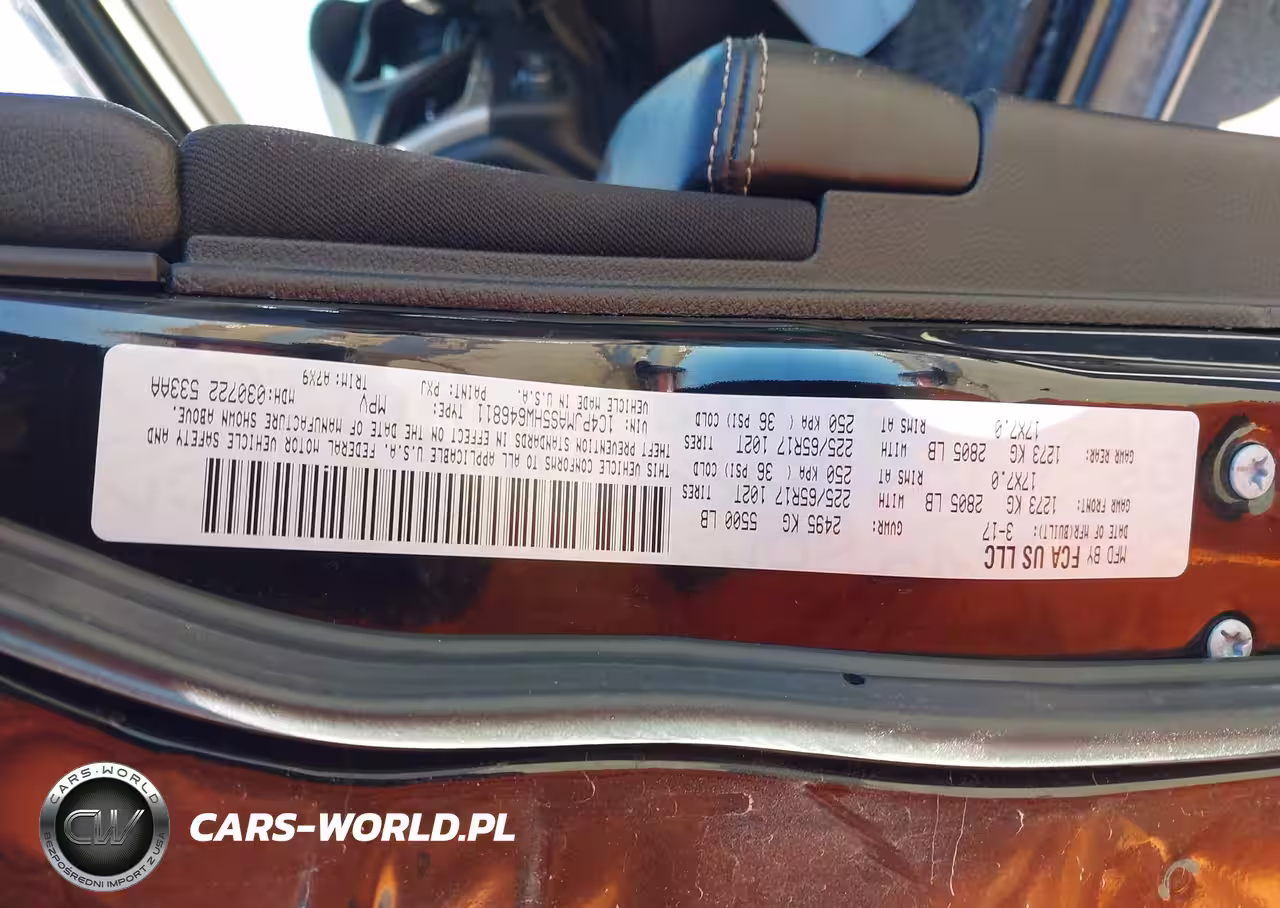 MFD BY FCA US LLC
DATE OF MFR(BUILT): 3-17 GVWR: 2495 KG 5500 LB
GAWR FRONT: 1273 KG 2805 LB WITH 225/65R17 102T TIRES
17X7.0 RIMS AT 250 KPA ( 36 PSI) COLD
GAWR REAR: 1273 KG 2805 LB WITH 225/65R17 102T TIRES
17X7.0 RIMS AT 250 KPA ( 36 PSI) COLD
THIS VEHICLE CONFORMS TO ALL APPLICABLE U.S.A. FEDERAL MOTOR VEHICLE SAFETY AND
THEFT PREVENTION STANDARDS IN EFFECT ON THE DATE OF MANUFACTURE SHOWN ABOVE.
VIN: 1C4PJMAS5HW646811 TYPE: MPV MDH:030722 533AA
VEHICLE MADE IN U.S.A. PAINT: PXJ TRIM: A7X9
CARS-WORLD
CW
BEZPOŚREDNI IMPORT Z USA
CARS-WORLD.PL